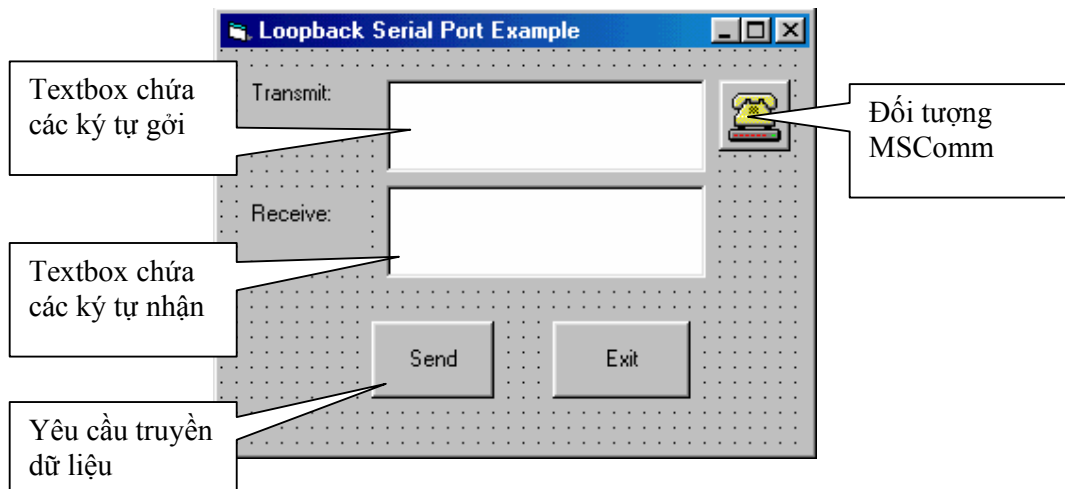 Loopback Serial Port Example
Textbox chứa
các ký tự gởi
Transmit:
Đối tượng
MSComm
Receive:
Textbox chứa
các ký tự nhận
Send
Exit
Yêu cầu truyền
dữ liệu